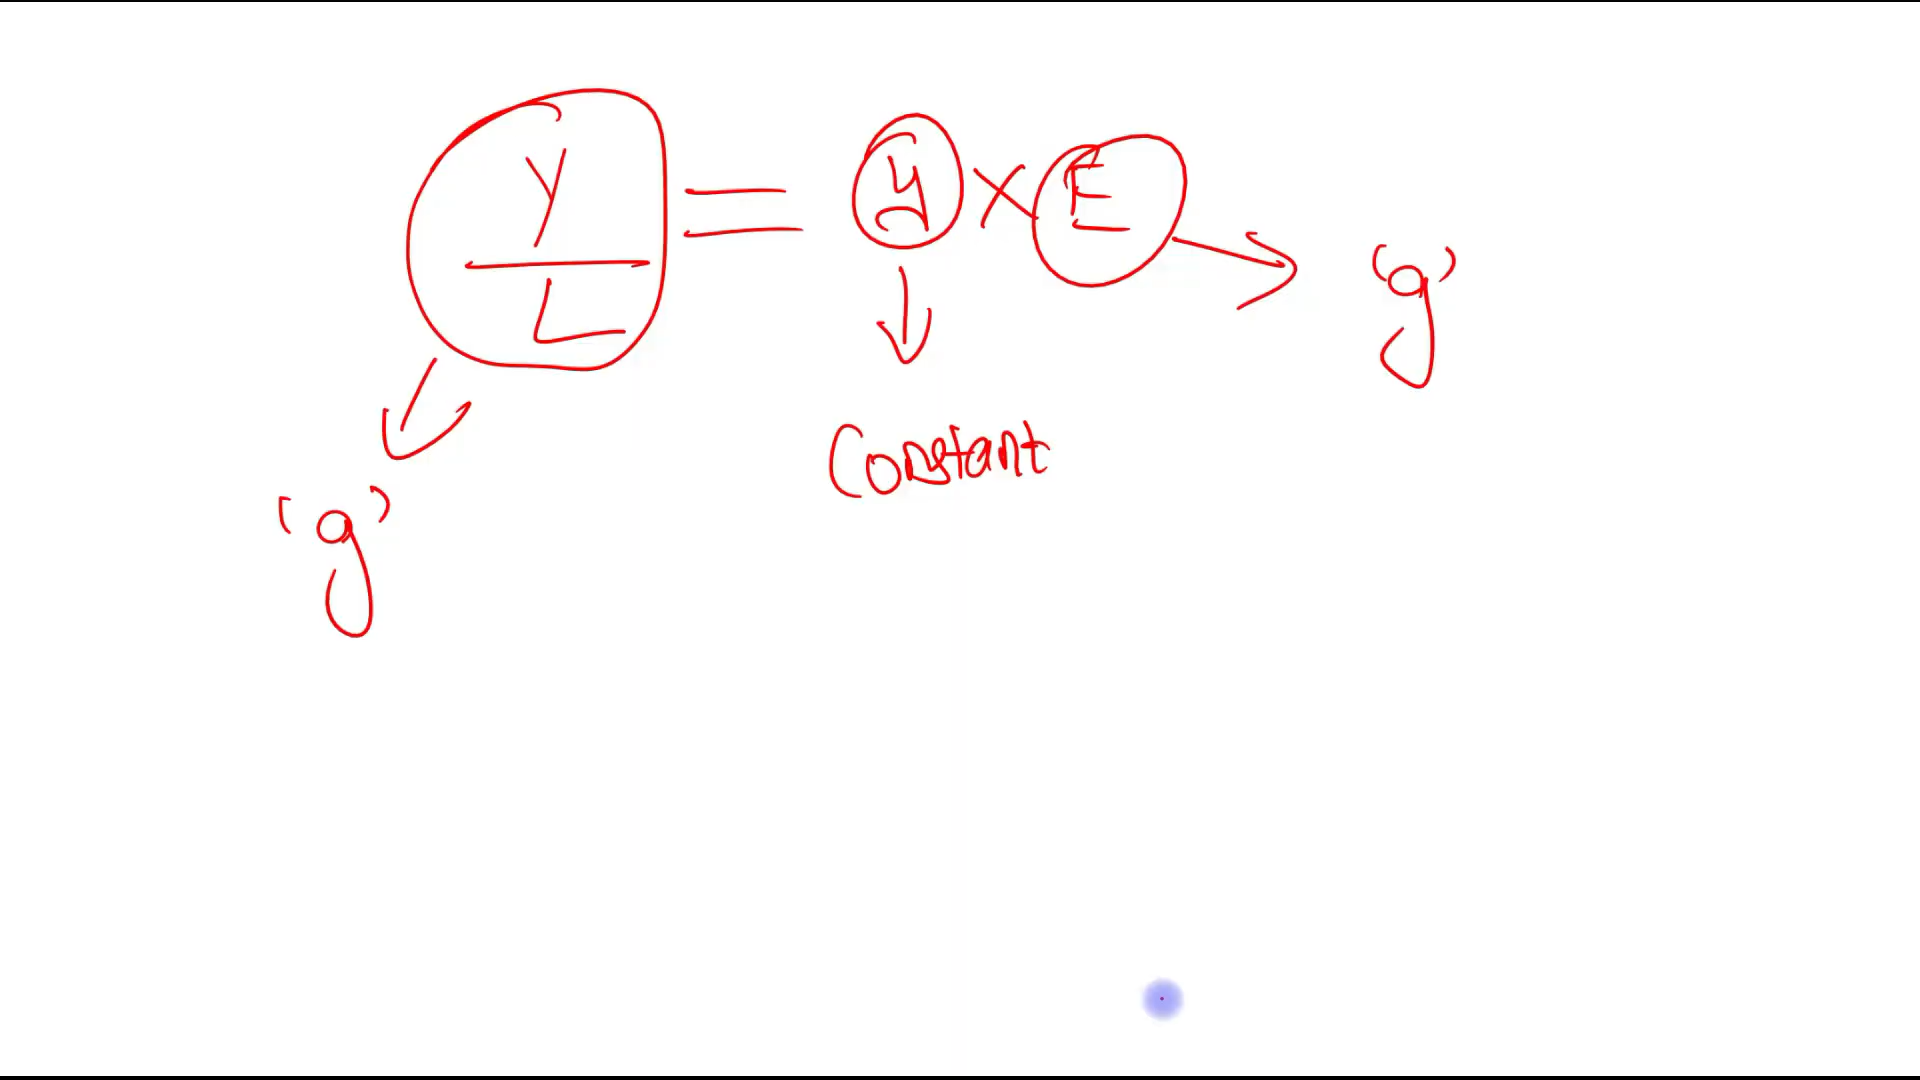 Y/L = y × E
'g'
Constant
'g'